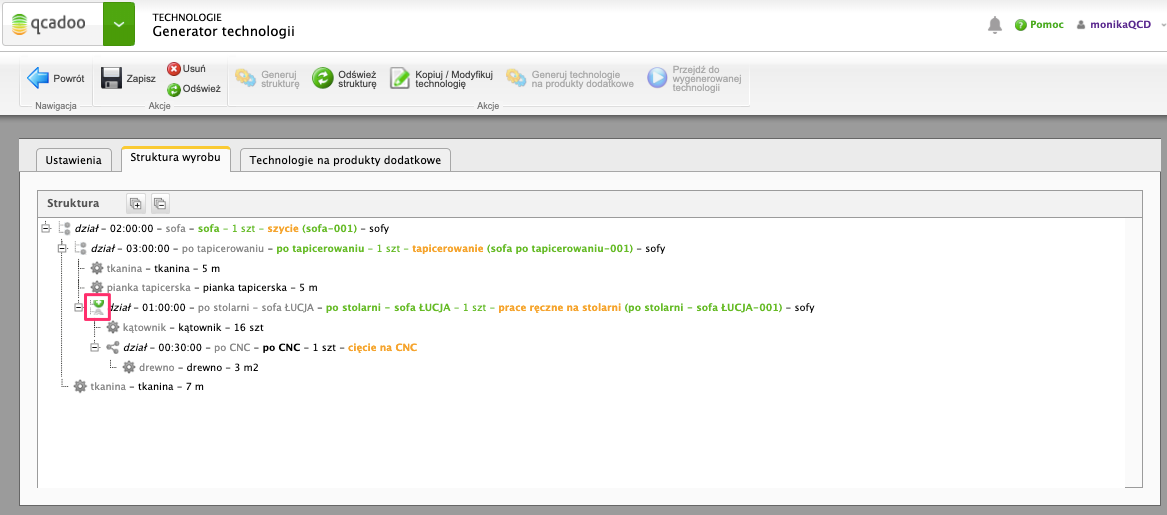 qcadoo
TECHNOLOGIE
Generator technologii
Pomoc
monikaQCD
Powrót
Nawigacja
Zapisz
Usuń
Odśwież
Akcje
Generuj
strukturę
Odśwież
strukturę
Kopiuj / Modyfikuj
technologię
Generuj technologie
na produkty dodatkowe
Przejdź do
wygenerowanej
technologii
Akcje
Ustawienia
Struktura wyrobu
Technologie na produkty dodatkowe
Struktura
dział - 02:00:00 - sofa - sofa - 1 szt - szycie (sofa-001) - sofy
dział - 03:00:00 - po tapicerowaniu - po tapicerowaniu - 1 szt - tapicerowanie (sofa po tapicerowaniu-001) - sofy
tkanina - tkanina - 5 m
pianka tapicerska - pianka tapicerska - 5 m
dział - 01:00:00 - po stolarni - sofa ŁUCJA - po stolarni - sofa ŁUCJA - 1 szt - prace ręczne na stolarni (po stolarni - sofa ŁUCJA-001) - sofy
kątownik - kątownik - 16 szt
dział - 00:30:00 - po CNC - po CNC - 1 szt - cięcie na CNC
drewno - drewno - 3 m2
tkanina - tkanina - 7 m